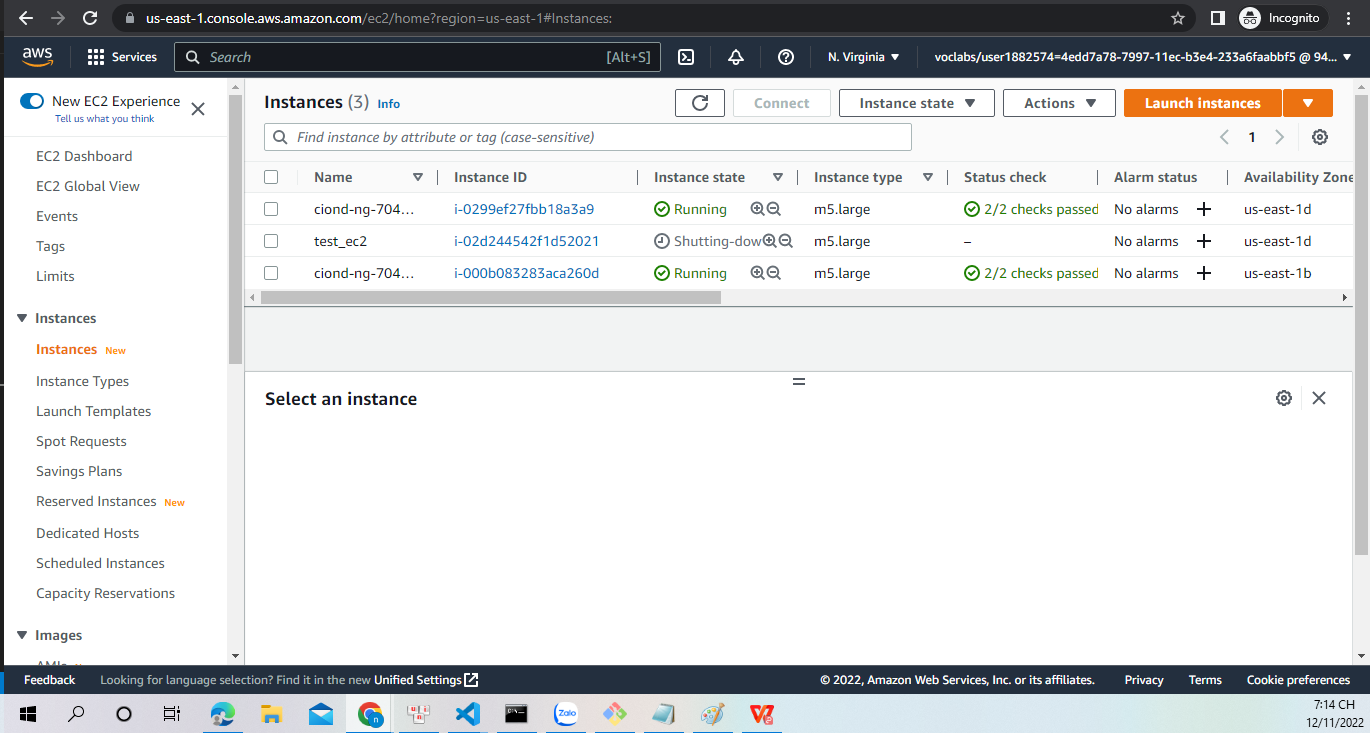 us-east-1.console.aws.amazon.com/ec2/home?region=us-east-1#Instances:
Incognito
aws
Services
Search
[Alt+S]
N. Virginia
voclabs/user1882574=4edd7a78-7997-11ec-b3e4-233a6faabbf5 @ 94...
New EC2 Experience
Tell us what you think
EC2 Dashboard
EC2 Global View
Events
Tags
Limits
Instances
Instances New
Instance Types
Launch Templates
Spot Requests
Savings Plans
Reserved Instances New
Dedicated Hosts
Scheduled Instances
Capacity Reservations
Images
Instances (3) Info
Connect
Instance state
Actions
Launch instances
Find instance by attribute or tag (case-sensitive)
1
Name Instance ID Instance state Instance type Status check Alarm status Availability Zone
ciond-ng-704... i-0299ef27fbb18a3a9 Running m5.large 2/2 checks passed No alarms + us-east-1d
test_ec2 i-02d244542f1d52021 Shutting-dow m5.large – No alarms + us-east-1d
ciond-ng-704... i-000b083283aca260d Running m5.large 2/2 checks passed No alarms + us-east-1b
Select an instance
Feedback
Looking for language selection? Find it in the new Unified Settings
© 2022, Amazon Web Services, Inc. or its affiliates.
Privacy
Terms
Cookie preferences
Zalo
7:14 CH
12/11/2022